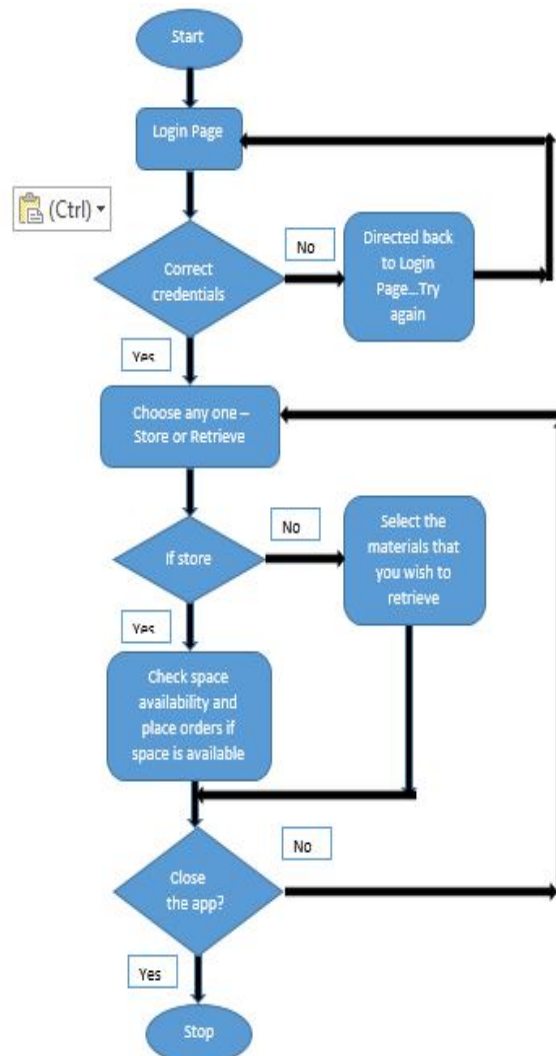 Start
Login Page
(Ctrl)
Correct
credentials
No
Directed back
to Login
Page...Try
again
Yes
Choose any one –
Store or Retrieve
If store
No
Select the
materials that
you wish to
retrieve
Yes
Check space
availability and
place orders if
space is available
Close
the app?
No
Yes
Stop